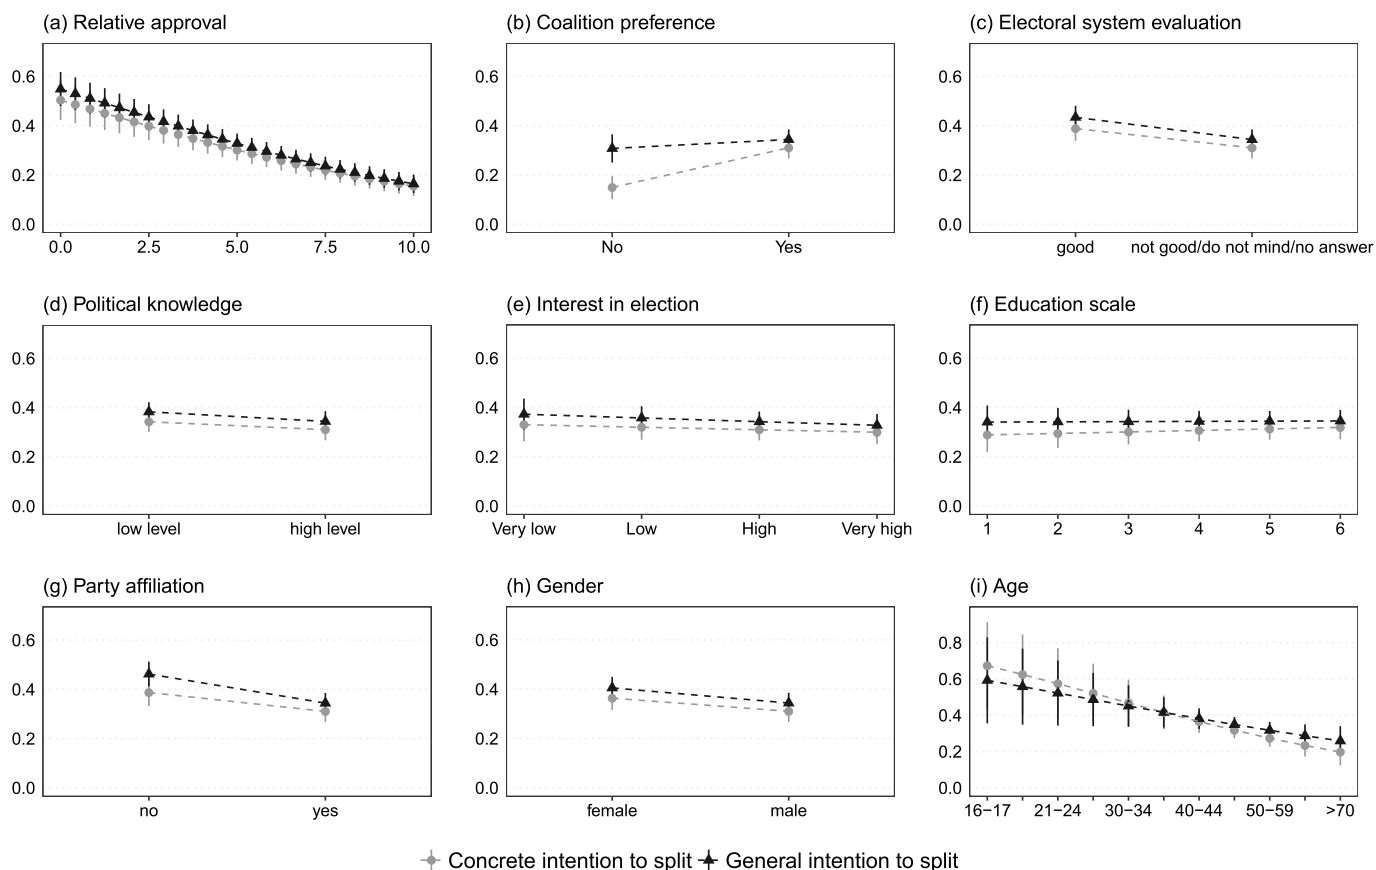 (a) Relative approval
(b) Coalition preference
(c) Electoral system evaluation
0.6
0.4
0.2
0.0
0.0 2.5 5.0 7.5 10.0
0.6
0.4
0.2
0.0
No Yes
0.6
0.4
0.2
0.0
good not good/do not mind/no answer
(d) Political knowledge
(e) Interest in election
(f) Education scale
0.6
0.4
0.2
0.0
low level high level
0.6
0.4
0.2
0.0
Very low Low High Very high
0.6
0.4
0.2
0.0
1 2 3 4 5 6
(g) Party affiliation
(h) Gender
(i) Age
0.6
0.4
0.2
0.0
no yes
0.6
0.4
0.2
0.0
female male
0.8
0.6
0.4
0.2
0.0
16−17 21−24 30−34 40−44 50−59 >70
Concrete intention to split General intention to split